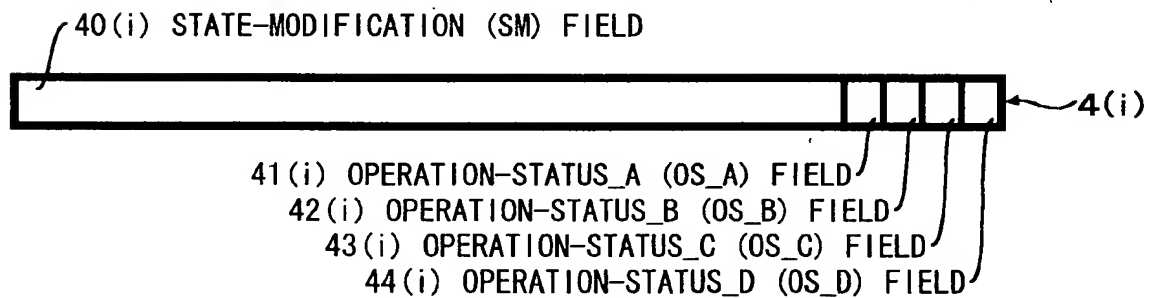 40(i) STATE-MODIFICATION (SM) FIELD
4(i)
41(i) OPERATION-STATUS_A (OS_A) FIELD
42(i) OPERATION-STATUS_B (OS_B) FIELD
43(i) OPERATION-STATUS_C (OS_C) FIELD
44(i) OPERATION-STATUS_D (OS_D) FIELD